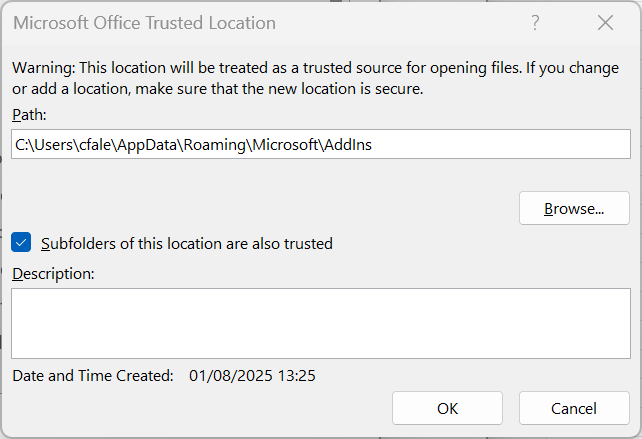 Microsoft Office Trusted Location
Warning: This location will be treated as a trusted source for opening files. If you change
or add a location, make sure that the new location is secure.
Path:
C:\Users\cfale\AppData\Roaming\Microsoft\AddIns
Browse...
Subfolders of this location are also trusted
Description:
Date and Time Created: 01/08/2025 13:25
OK Cancel